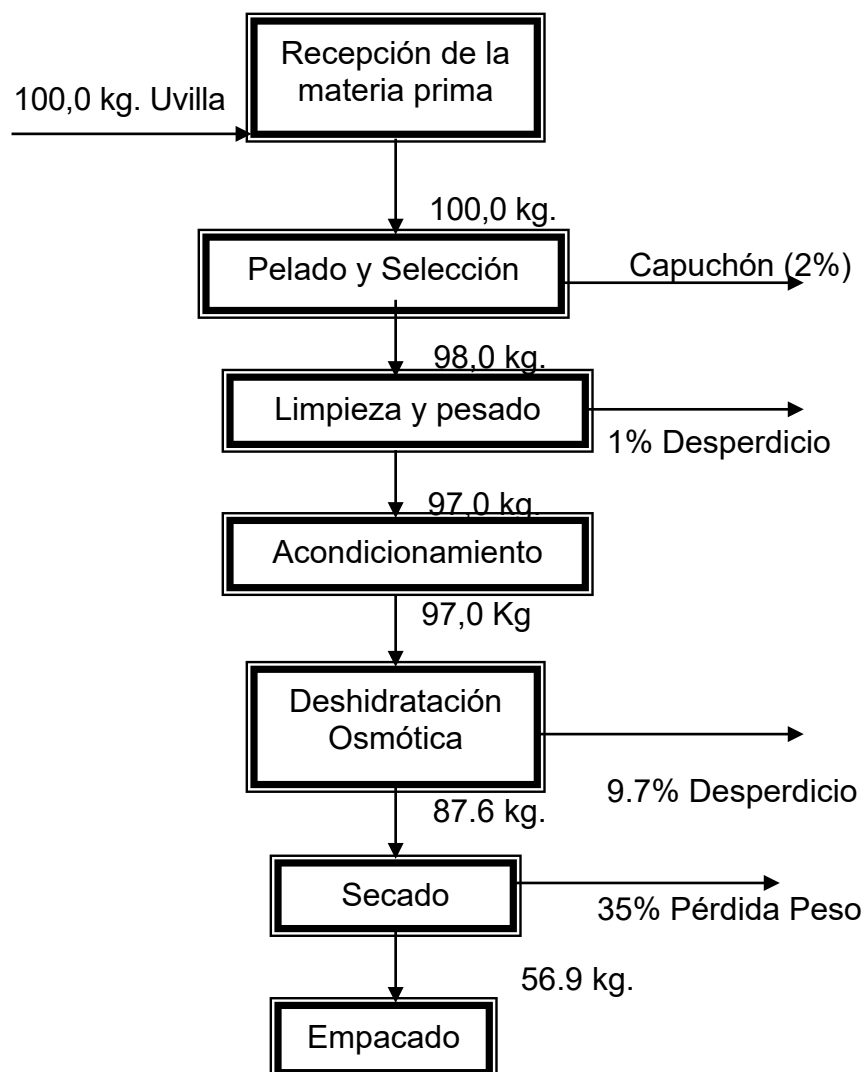 Recepción de la
materia prima
100,0 kg. Uvilla
100,0 kg.
Pelado y Selección
Capuchón (2%)
98,0 kg.
Limpieza y pesado
1% Desperdicio
97,0 kg.
Acondicionamiento
97,0 Kg
Deshidratación
Osmótica
9.7% Desperdicio
87.6 kg.
Secado
35% Pérdida Peso
56.9 kg.
Empacado